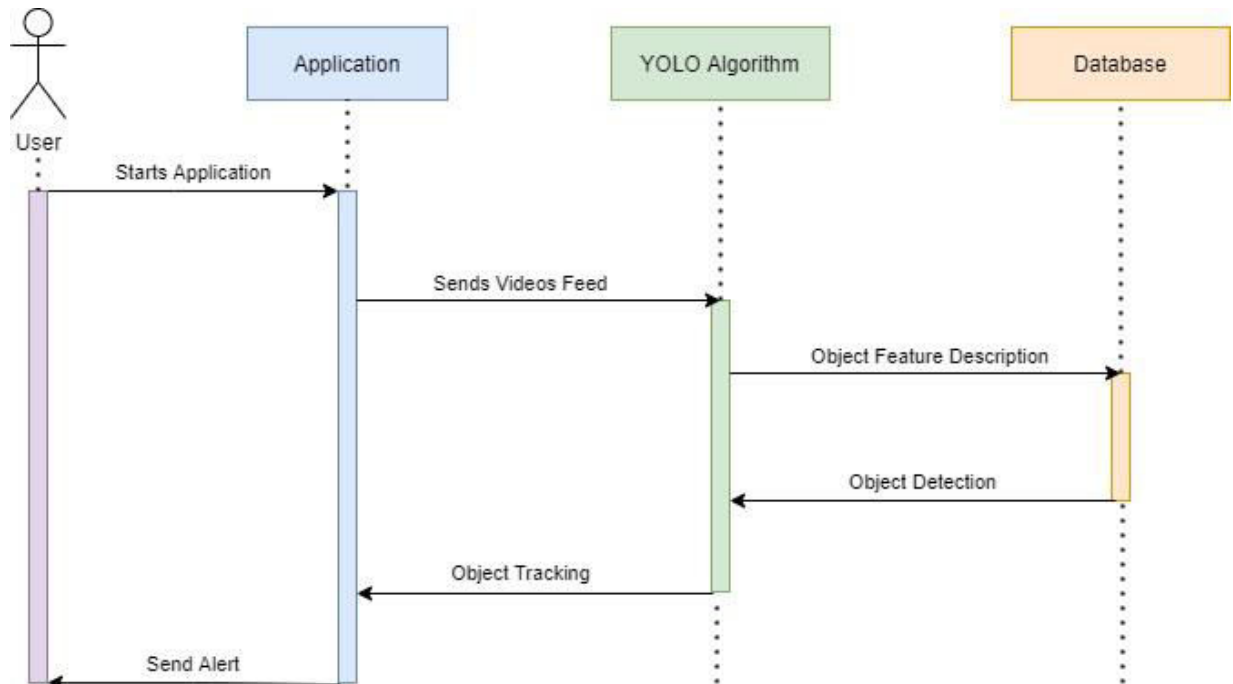 Application
YOLO Algorithm
Database
User
Starts Application
Sends Videos Feed
Object Feature Description
Object Detection
Object Tracking
Send Alert